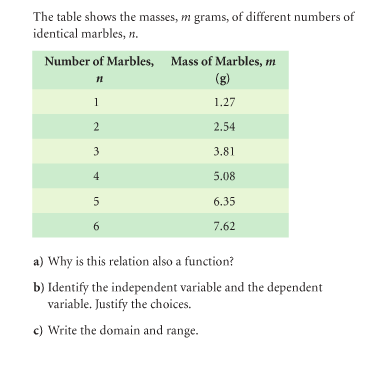 The table shows the masses, m grams, of different numbers of
identical marbles, n.
Number of Marbles, Mass of Marbles, m
n (g)
1 1.27
2 2.54
3 3.81
4 5.08
5 6.35
6 7.62
a) Why is this relation also a function?
b) Identify the independent variable and the dependent
variable. Justify the choices.
c) Write the domain and range.